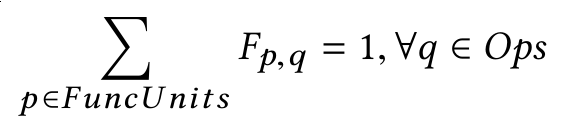 ∑ F_{p,q} = 1, ∀q ∈ Ops
p∈FuncUnits